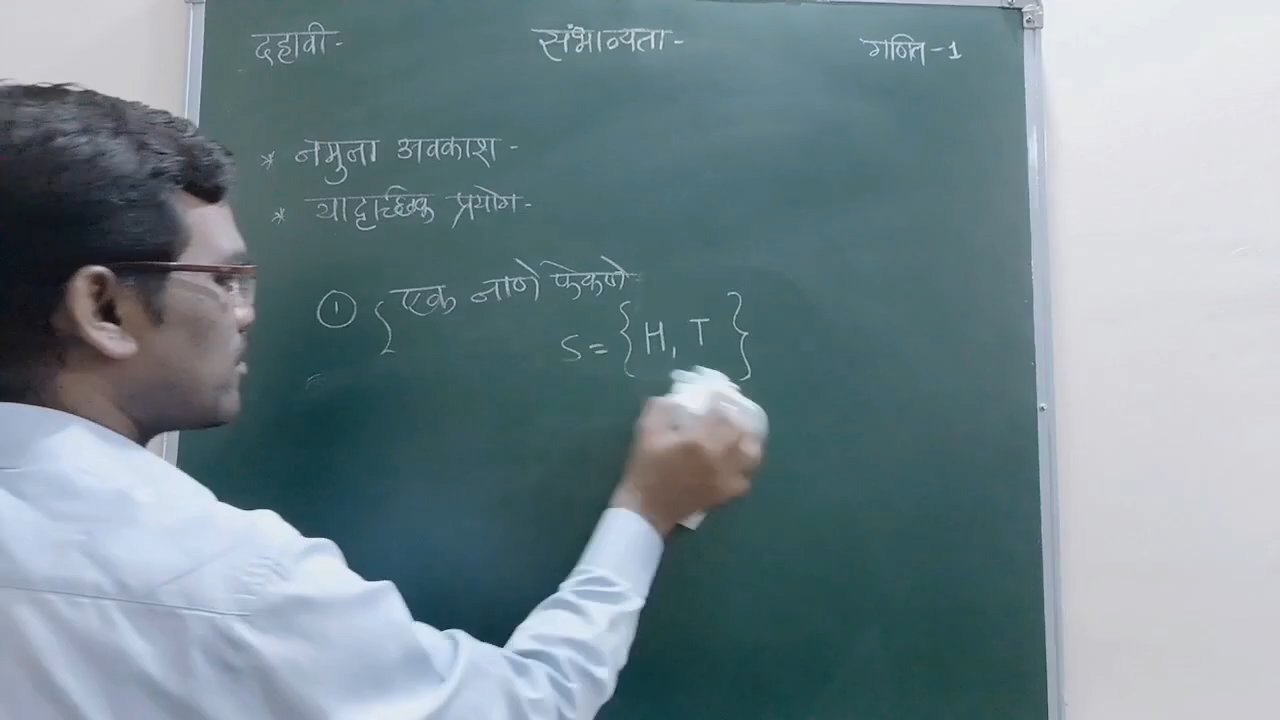 दहावी-
संभाव्यता-
गणित-1
* नमुना अवकाश-
* यादृच्छिक प्रयोग-
① { एक नाणे फेकणे
S = { H, T }